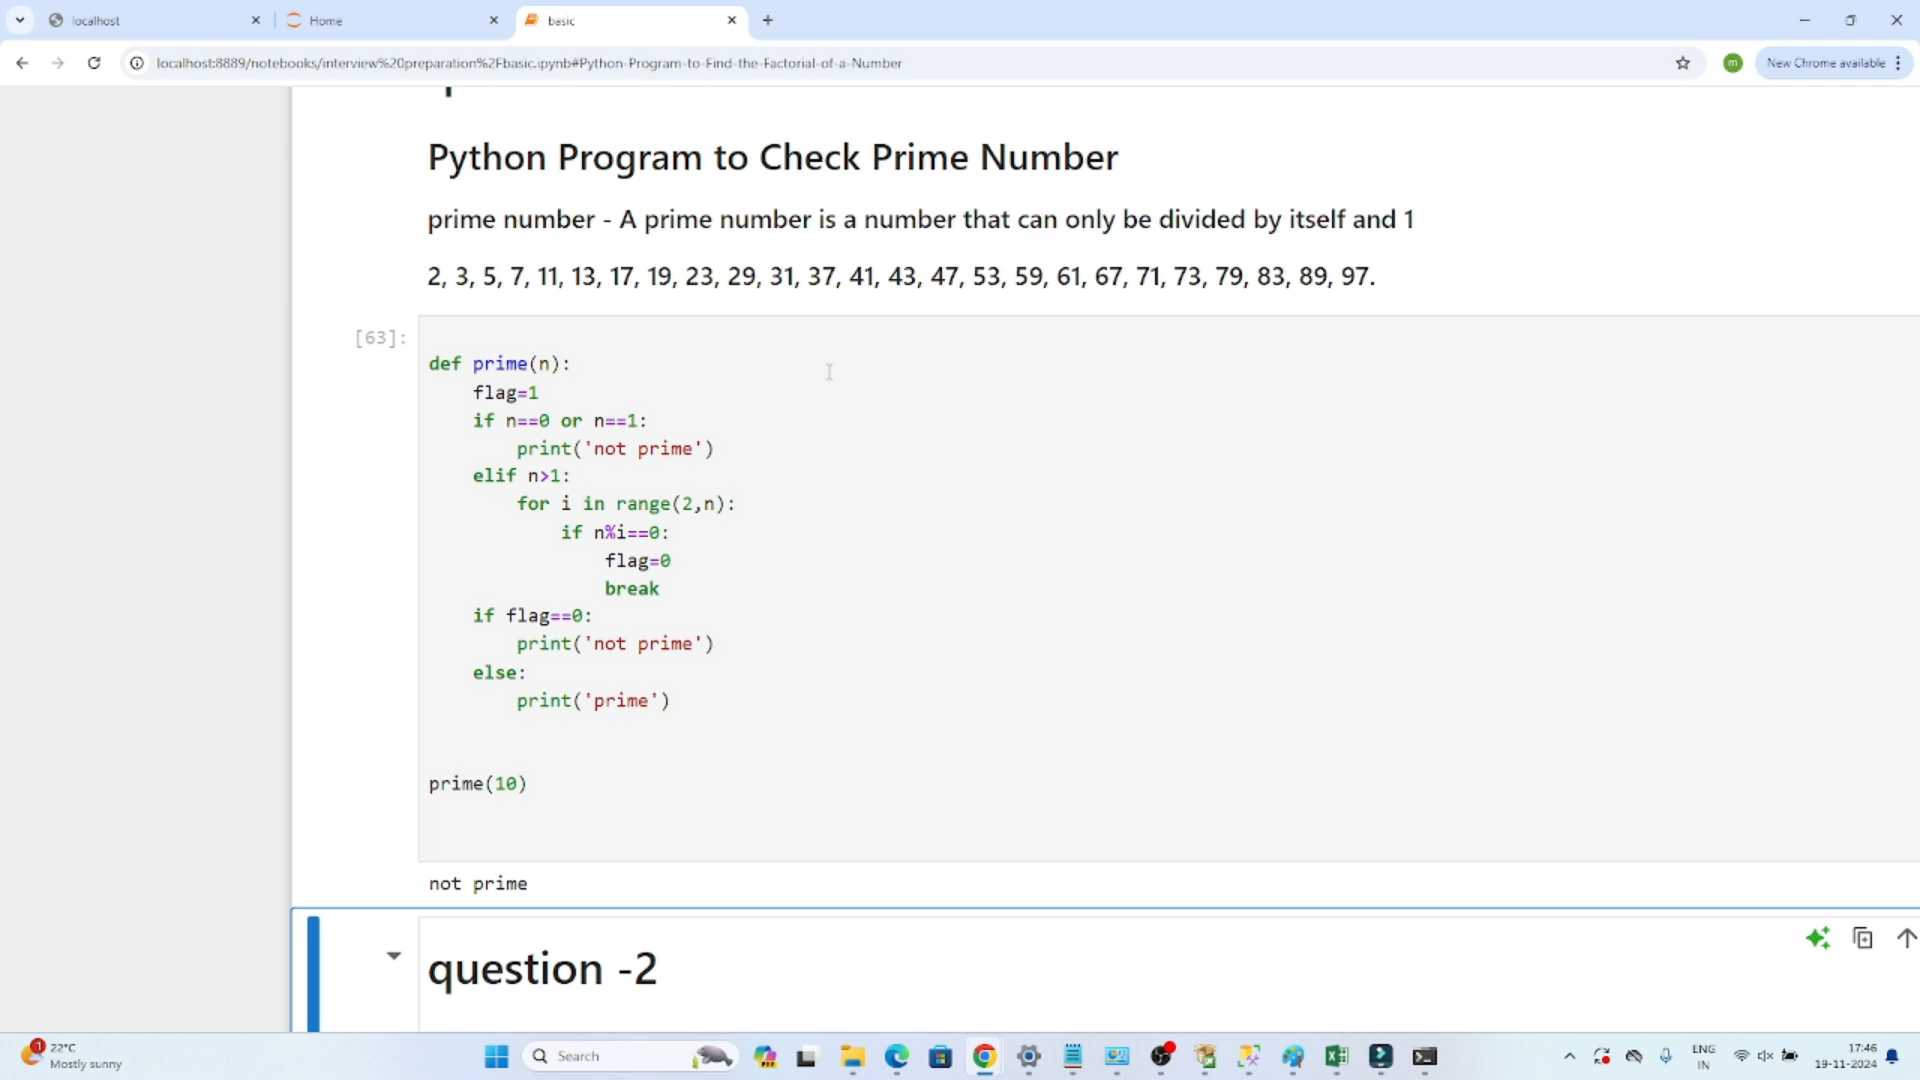 localhost
Home
basic
localhost:8889/notebooks/interview%20preparation%2Fbasic.ipynb#Python-Program-to-Find-the-Factorial-of-a-Number
m
New Chrome available
Python Program to Check Prime Number
prime number - A prime number is a number that can only be divided by itself and 1
2, 3, 5, 7, 11, 13, 17, 19, 23, 29, 31, 37, 41, 43, 47, 53, 59, 61, 67, 71, 73, 79, 83, 89, 97.
[63]:
def prime(n):
    flag=1
    if n==0 or n==1:
        print('not prime')
    elif n>1:
        for i in range(2,n):
            if n%i==0:
                flag=0
                break
    if flag==0:
        print('not prime')
    else:
        print('prime')
prime(10)
not prime
question -2
1
22°C
Mostly sunny
Search
ENG
IN
17:46
19-11-2024